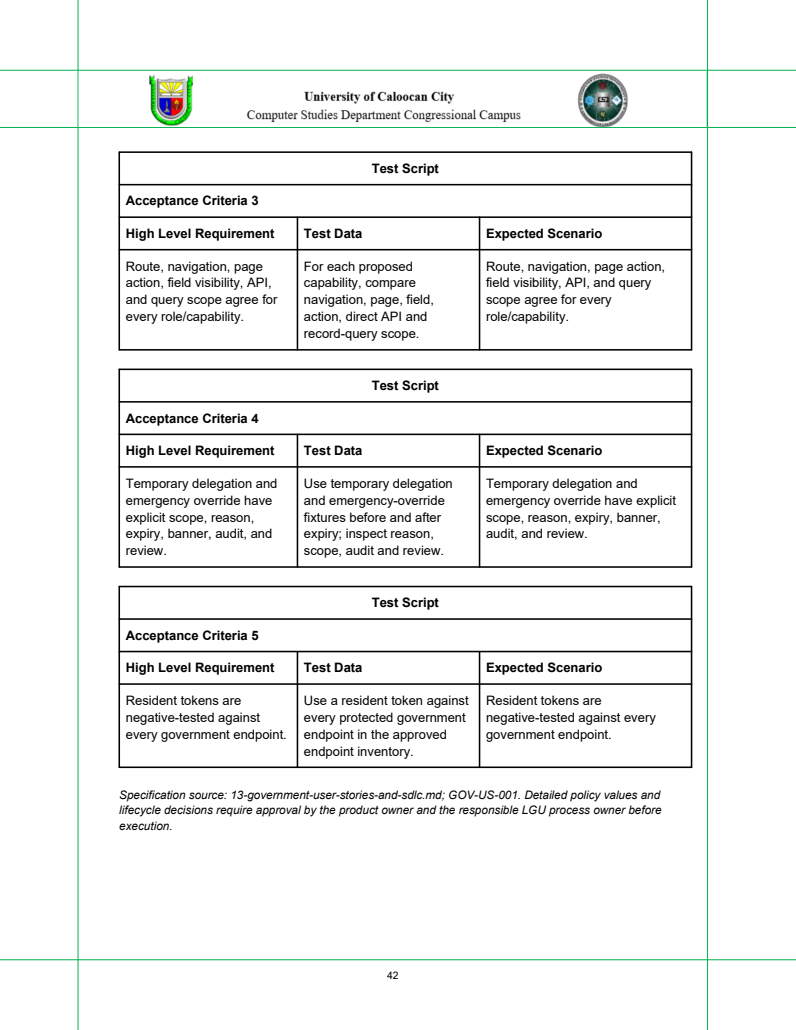 University of Caloocan City
Computer Studies Department Congressional Campus
Test Script
Acceptance Criteria 3
High Level Requirement
Test Data
Expected Scenario
Route, navigation, page
action, field visibility, API,
and query scope agree for
every role/capability.
For each proposed
capability, compare
navigation, page, field,
action, direct API and
record-query scope.
Route, navigation, page action,
field visibility, API, and query
scope agree for every
role/capability.
Test Script
Acceptance Criteria 4
High Level Requirement
Test Data
Expected Scenario
Temporary delegation and
emergency override have
explicit scope, reason,
expiry, banner, audit, and
review.
Use temporary delegation
and emergency-override
fixtures before and after
expiry; inspect reason,
scope, audit and review.
Temporary delegation and
emergency override have explicit
scope, reason, expiry, banner,
audit, and review.
Test Script
Acceptance Criteria 5
High Level Requirement
Test Data
Expected Scenario
Resident tokens are
negative-tested against
every government endpoint.
Use a resident token against
every protected government
endpoint in the approved
endpoint inventory.
Resident tokens are
negative-tested against every
government endpoint.
Specification source: 13-government-user-stories-and-sdlc.md; GOV-US-001. Detailed policy values and
lifecycle decisions require approval by the product owner and the responsible LGU process owner before
execution.
42